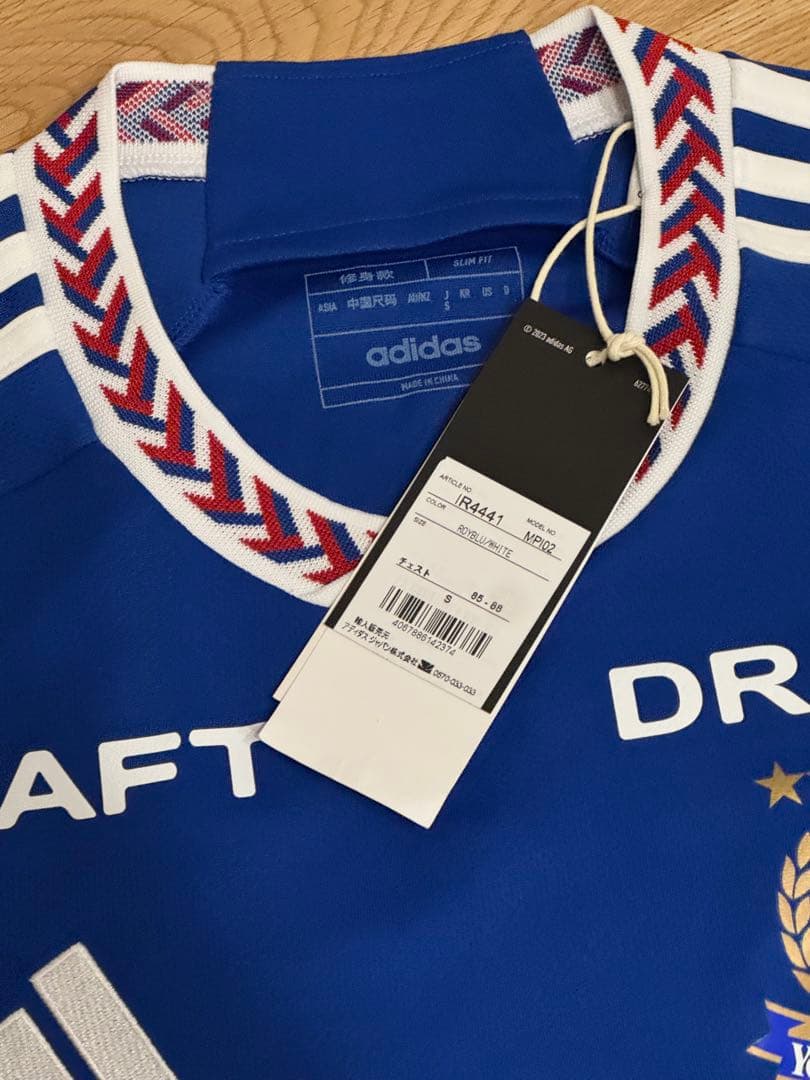 修身款 SLIM FIT
ASIA 中国尺码 AU/NZ J KR US D
S
adidas
MADE IN CHINA
© 2023 adidas AG
ARTICLE NO
IR4441
MODEL NO
MPI02
COLOR
ROYBLU/WHITE
SIZE
チェスト
S 85-88
4067886142374
輸入販売元
アディダス ジャパン株式会社 0570-033-033
AFT
DR